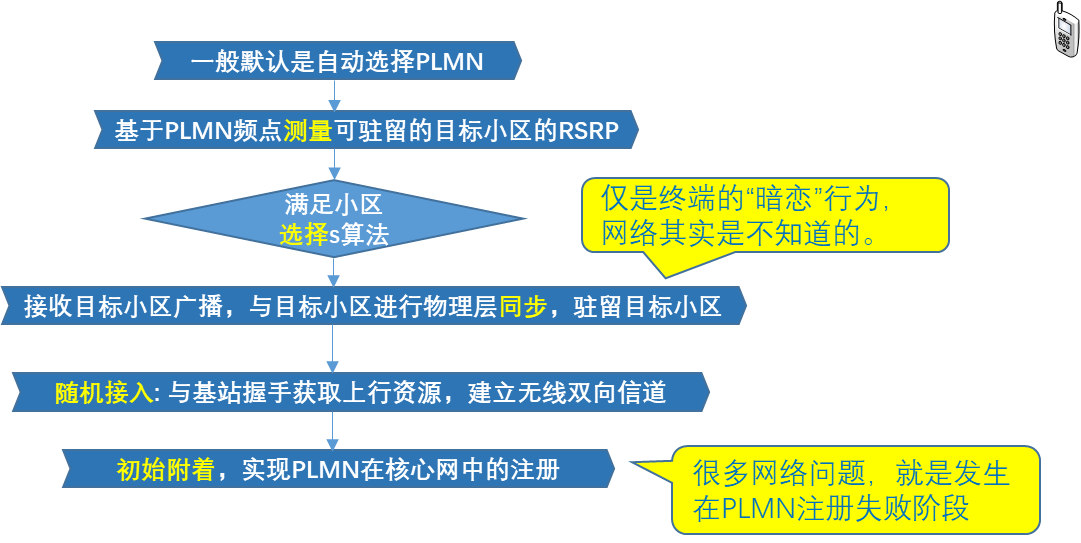 一般默认是自动选择PLMN
基于PLMN频点测量可驻留的目标小区的RSRP
满足小区
选择s算法
仅是终端的“暗恋”行为，
网络其实是不知道的。
接收目标小区广播，与目标小区进行物理层同步，驻留目标小区
随机接入: 与基站握手获取上行资源，建立无线双向信道
初始附着，实现PLMN在核心网中的注册
很多网络问题，就是发生
在PLMN注册失败阶段